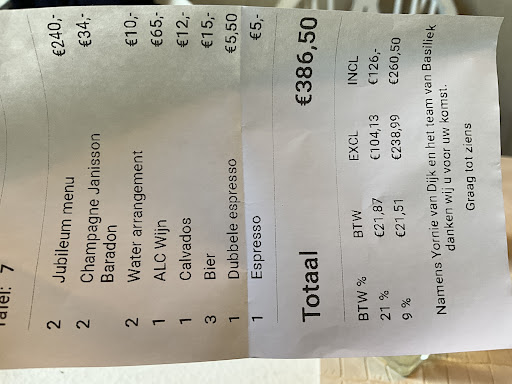 Tafel: 7
2 Jubileum menu €240,-
2 Champagne Janisson Baradon €34,-
2 Water arrangement €10,-
1 ALC Wijn €65,-
1 Calvados €12,-
3 Bier €15,-
1 Dubbele espresso €5,50
1 Espresso €5,-
Totaal €386,50
BTW % BTW EXCL INCL
21 % €21,87 €104,13 €126,-
9 % €21,51 €238,99 €260,50
Namens Yornie van Dijk en het team van Basiliek
danken wij u voor uw komst.
Graag tot ziens